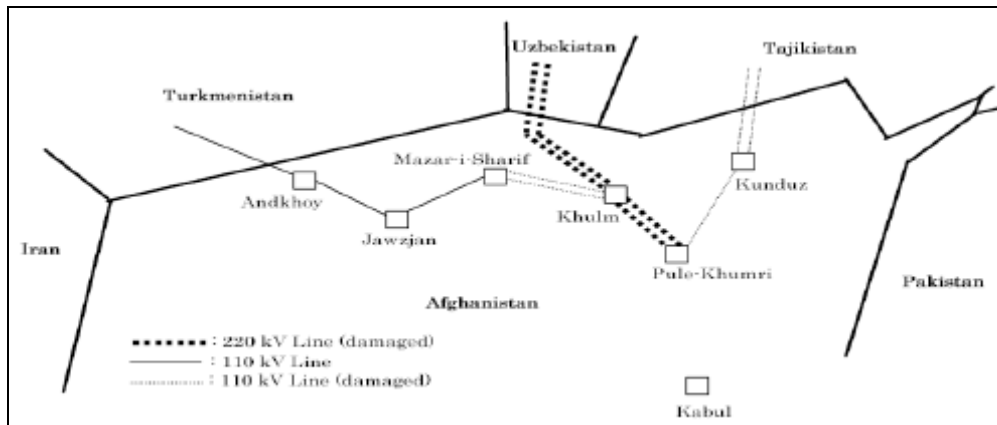 Uzbekistan
Tajikistan
Turkmenistan
Mazar-i-Sharif
Andkhoy
Khulm
Kunduz
Jawzjan
Iran
Pule-Khumri
Pakistan
Afghanistan
: 220 kV Line (damaged)
: 110 kV Line
: 110 kV Line (damaged)
Kabul